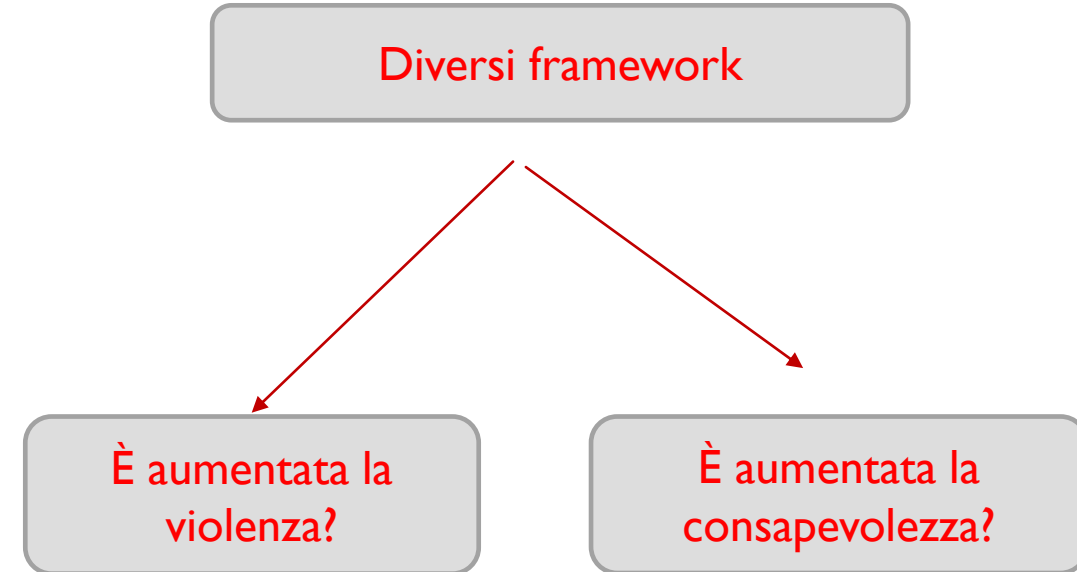 Diversi framework
È aumentata la
violenza?
È aumentata la
consapevolezza?